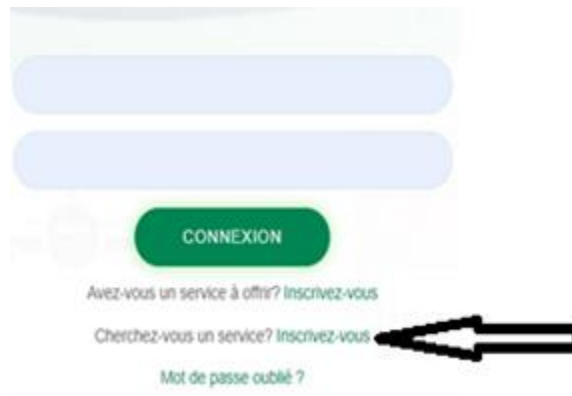 CONNEXION
Avez-vous un service à offrir? Inscrivez-vous
Cherchez-vous un service? Inscrivez-vous
Mot de passe oublié ?